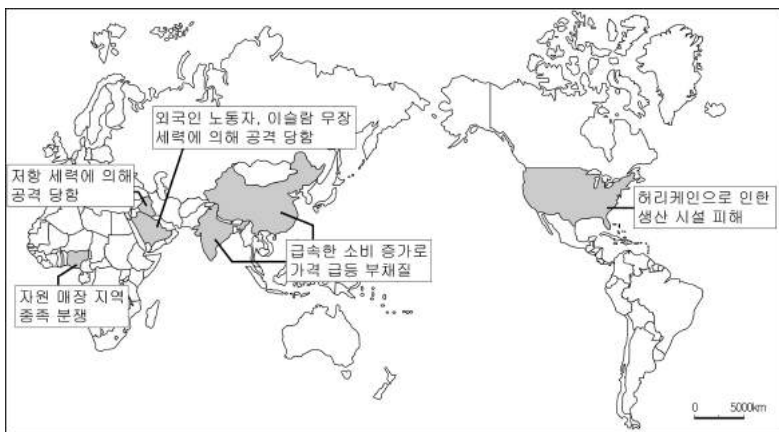 외국인 노동자, 이슬람 무장
세력에 의해 공격 당함
저항 세력에 의해
공격 당함
허리케인으로 인한
생산 시설 피해
급속한 소비 증가로
가격 급등 부채질
자원 매장 지역
종족 분쟁
0 5000km